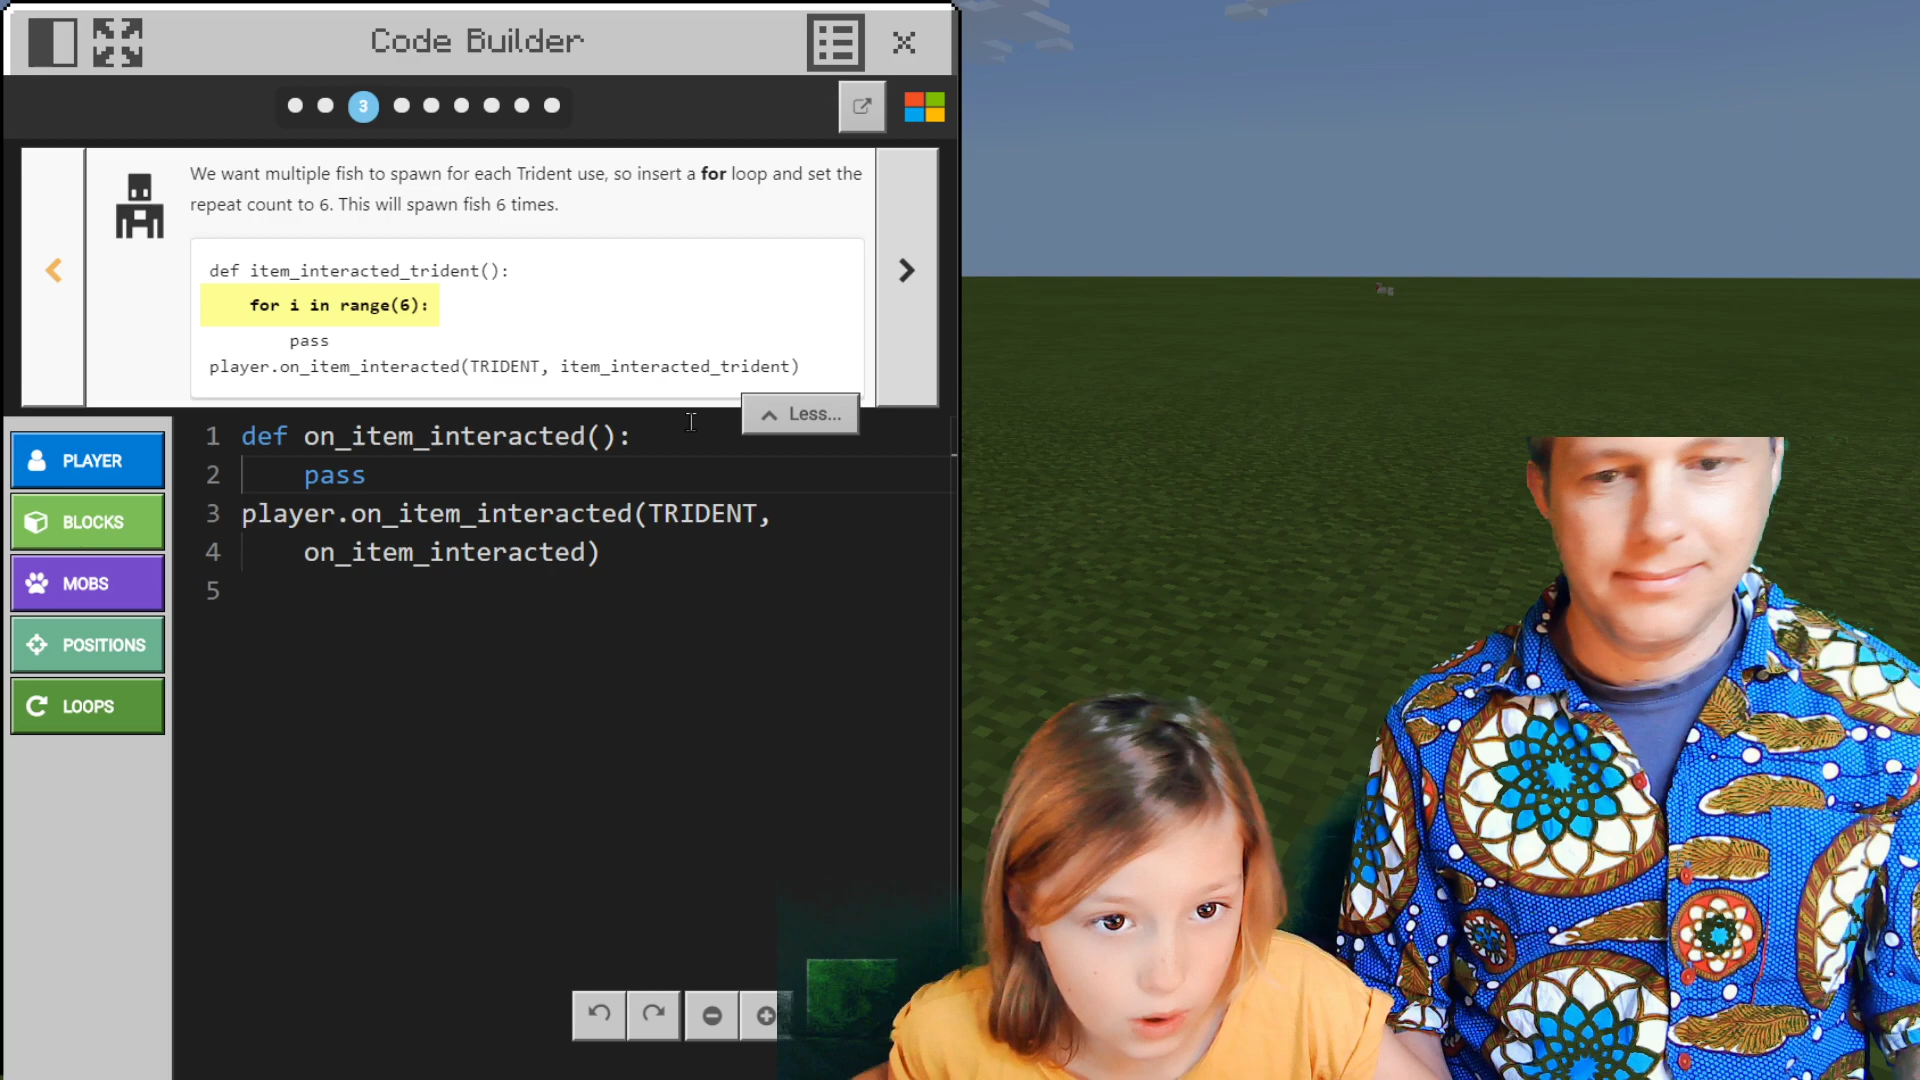 Code Builder
3
We want multiple fish to spawn for each Trident use, so insert a for loop and set the
repeat count to 6. This will spawn fish 6 times.
def item_interacted_trident():
for i in range(6):
pass
player.on_item_interacted(TRIDENT, item_interacted_trident)
Less...
PLAYER
BLOCKS
MOBS
POSITIONS
LOOPS
1 def on_item_interacted():
2 pass
3 player.on_item_interacted(TRIDENT,
4 on_item_interacted)
5